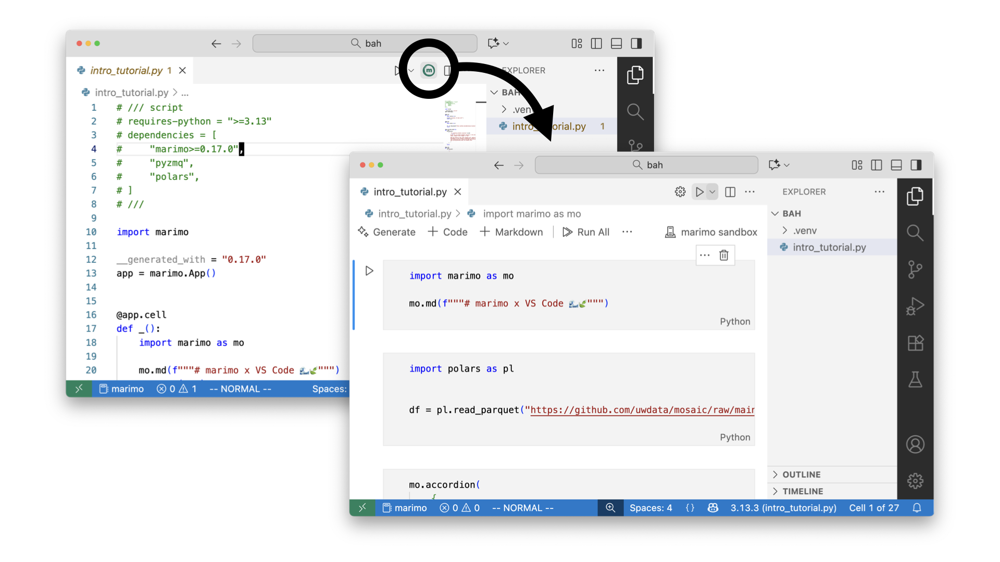 bah
intro_tutorial.py 1
EXPLORER
intro_tutorial.py > ...
BAH
1 # /// script
2 # requires-python = ">=3.13"
3 # dependencies = [
4 #     "marimo>=0.17.0",
5 #     "pyzmq",
6 #     "polars",
7 # ]
8 # ///
9
10 import marimo
11
12 __generated_with = "0.17.0"
13 app = marimo.App()
14
15
16 @app.cell
17 def _():
18     import marimo as mo
19
20     mo.md(f"""# marimo x VS Code 🌊🍃""")
marimo 0 1 -- NORMAL -- Spaces:
m
intro_tutorial.py 1
bah
intro_tutorial.py
EXPLORER
intro_tutorial.py > import marimo as mo
BAH
Generate + Code + Markdown Run All ... marimo sandbox
.venv
intro_tutorial.py
import marimo as mo
mo.md(f"""# marimo x VS Code 🌊🍃""")
Python
import polars as pl
df = pl.read_parquet("https://github.com/uwdata/mosaic/raw/main
Python
mo.accordion(
{
OUTLINE
TIMELINE
marimo 0 0 -- NORMAL -- Spaces: 4 {} 3.13.3 (intro_tutorial.py) Cell 1 of 27